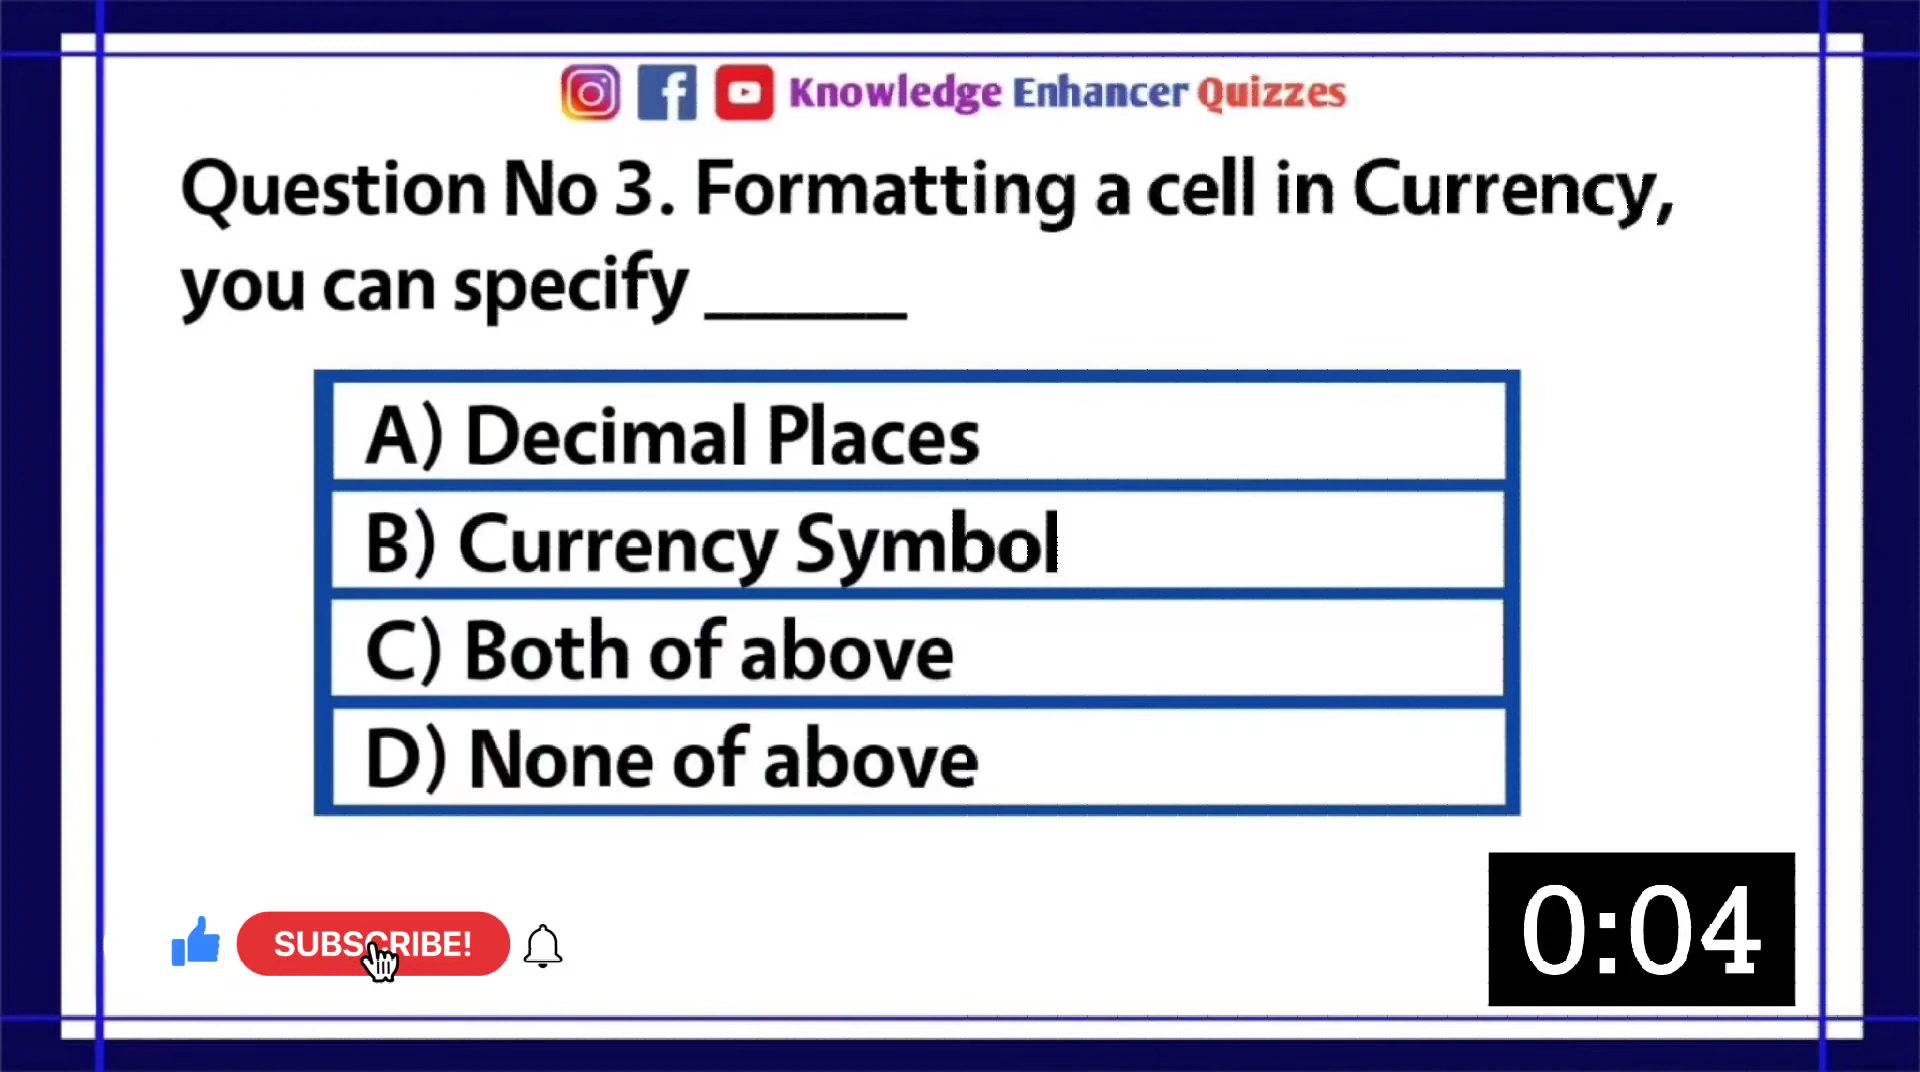 Knowledge Enhancer Quizzes
Question No 3. Formatting a cell in Currency,
you can specify ______
A) Decimal Places
B) Currency Symbol
C) Both of above
D) None of above
SUBSCRIBE!
0:04